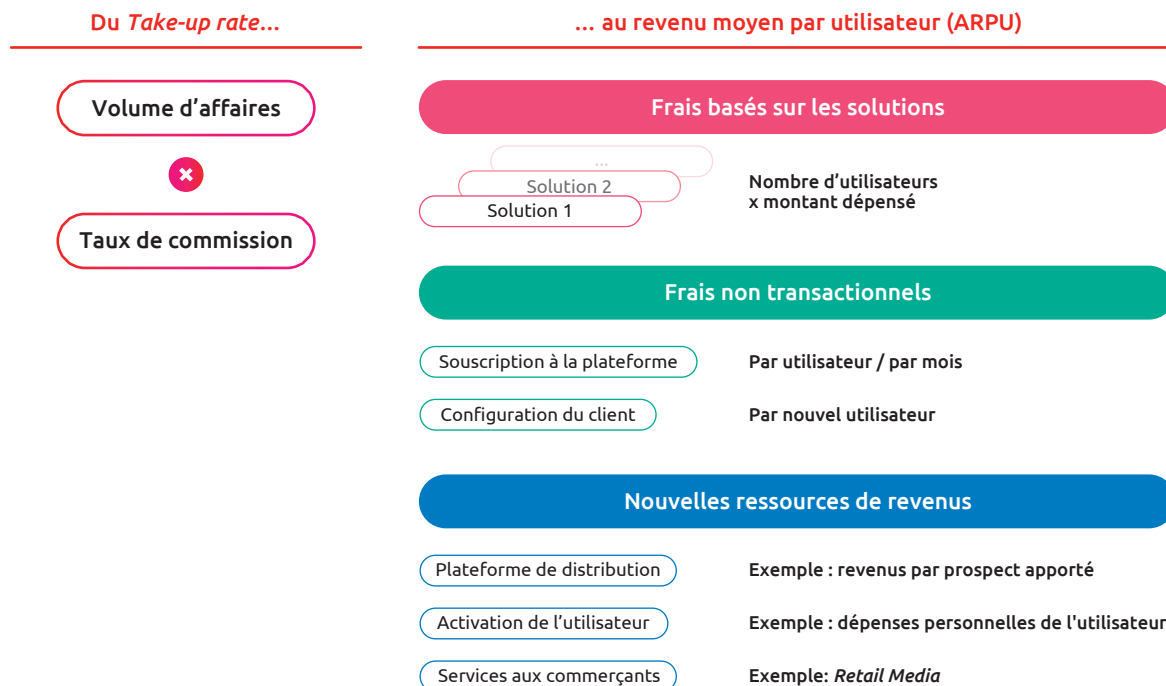 Du Take-up rate...
Volume d’affaires
Taux de commission
... au revenu moyen par utilisateur (ARPU)
Frais basés sur les solutions
...
Solution 2
Solution 1
Nombre d’utilisateurs
x montant dépensé
Frais non transactionnels
Souscription à la plateforme
Par utilisateur / par mois
Configuration du client
Par nouvel utilisateur
Nouvelles ressources de revenus
Plateforme de distribution
Exemple : revenus par prospect apporté
Activation de l’utilisateur
Exemple : dépenses personnelles de l'utilisateur
Services aux commerçants
Exemple: Retail Media